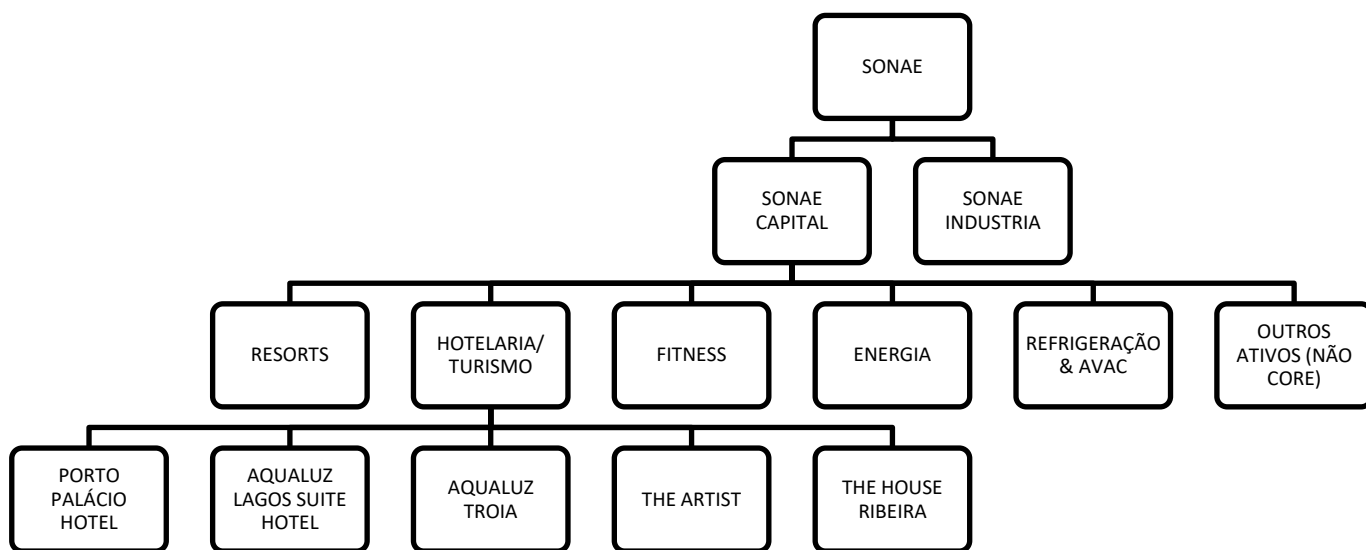 SONAE
SONAE
CAPITAL
SONAE
INDUSTRIA
RESORTS
HOTELARIA/
TURISMO
FITNESS
ENERGIA
REFRIGERAÇÃO
& AVAC
OUTROS
ATIVOS (NÃO
CORE)
PORTO
PALÁCIO
HOTEL
AQUALUZ
LAGOS SUITE
HOTEL
AQUALUZ
TROIA
THE ARTIST
THE HOUSE
RIBEIRA